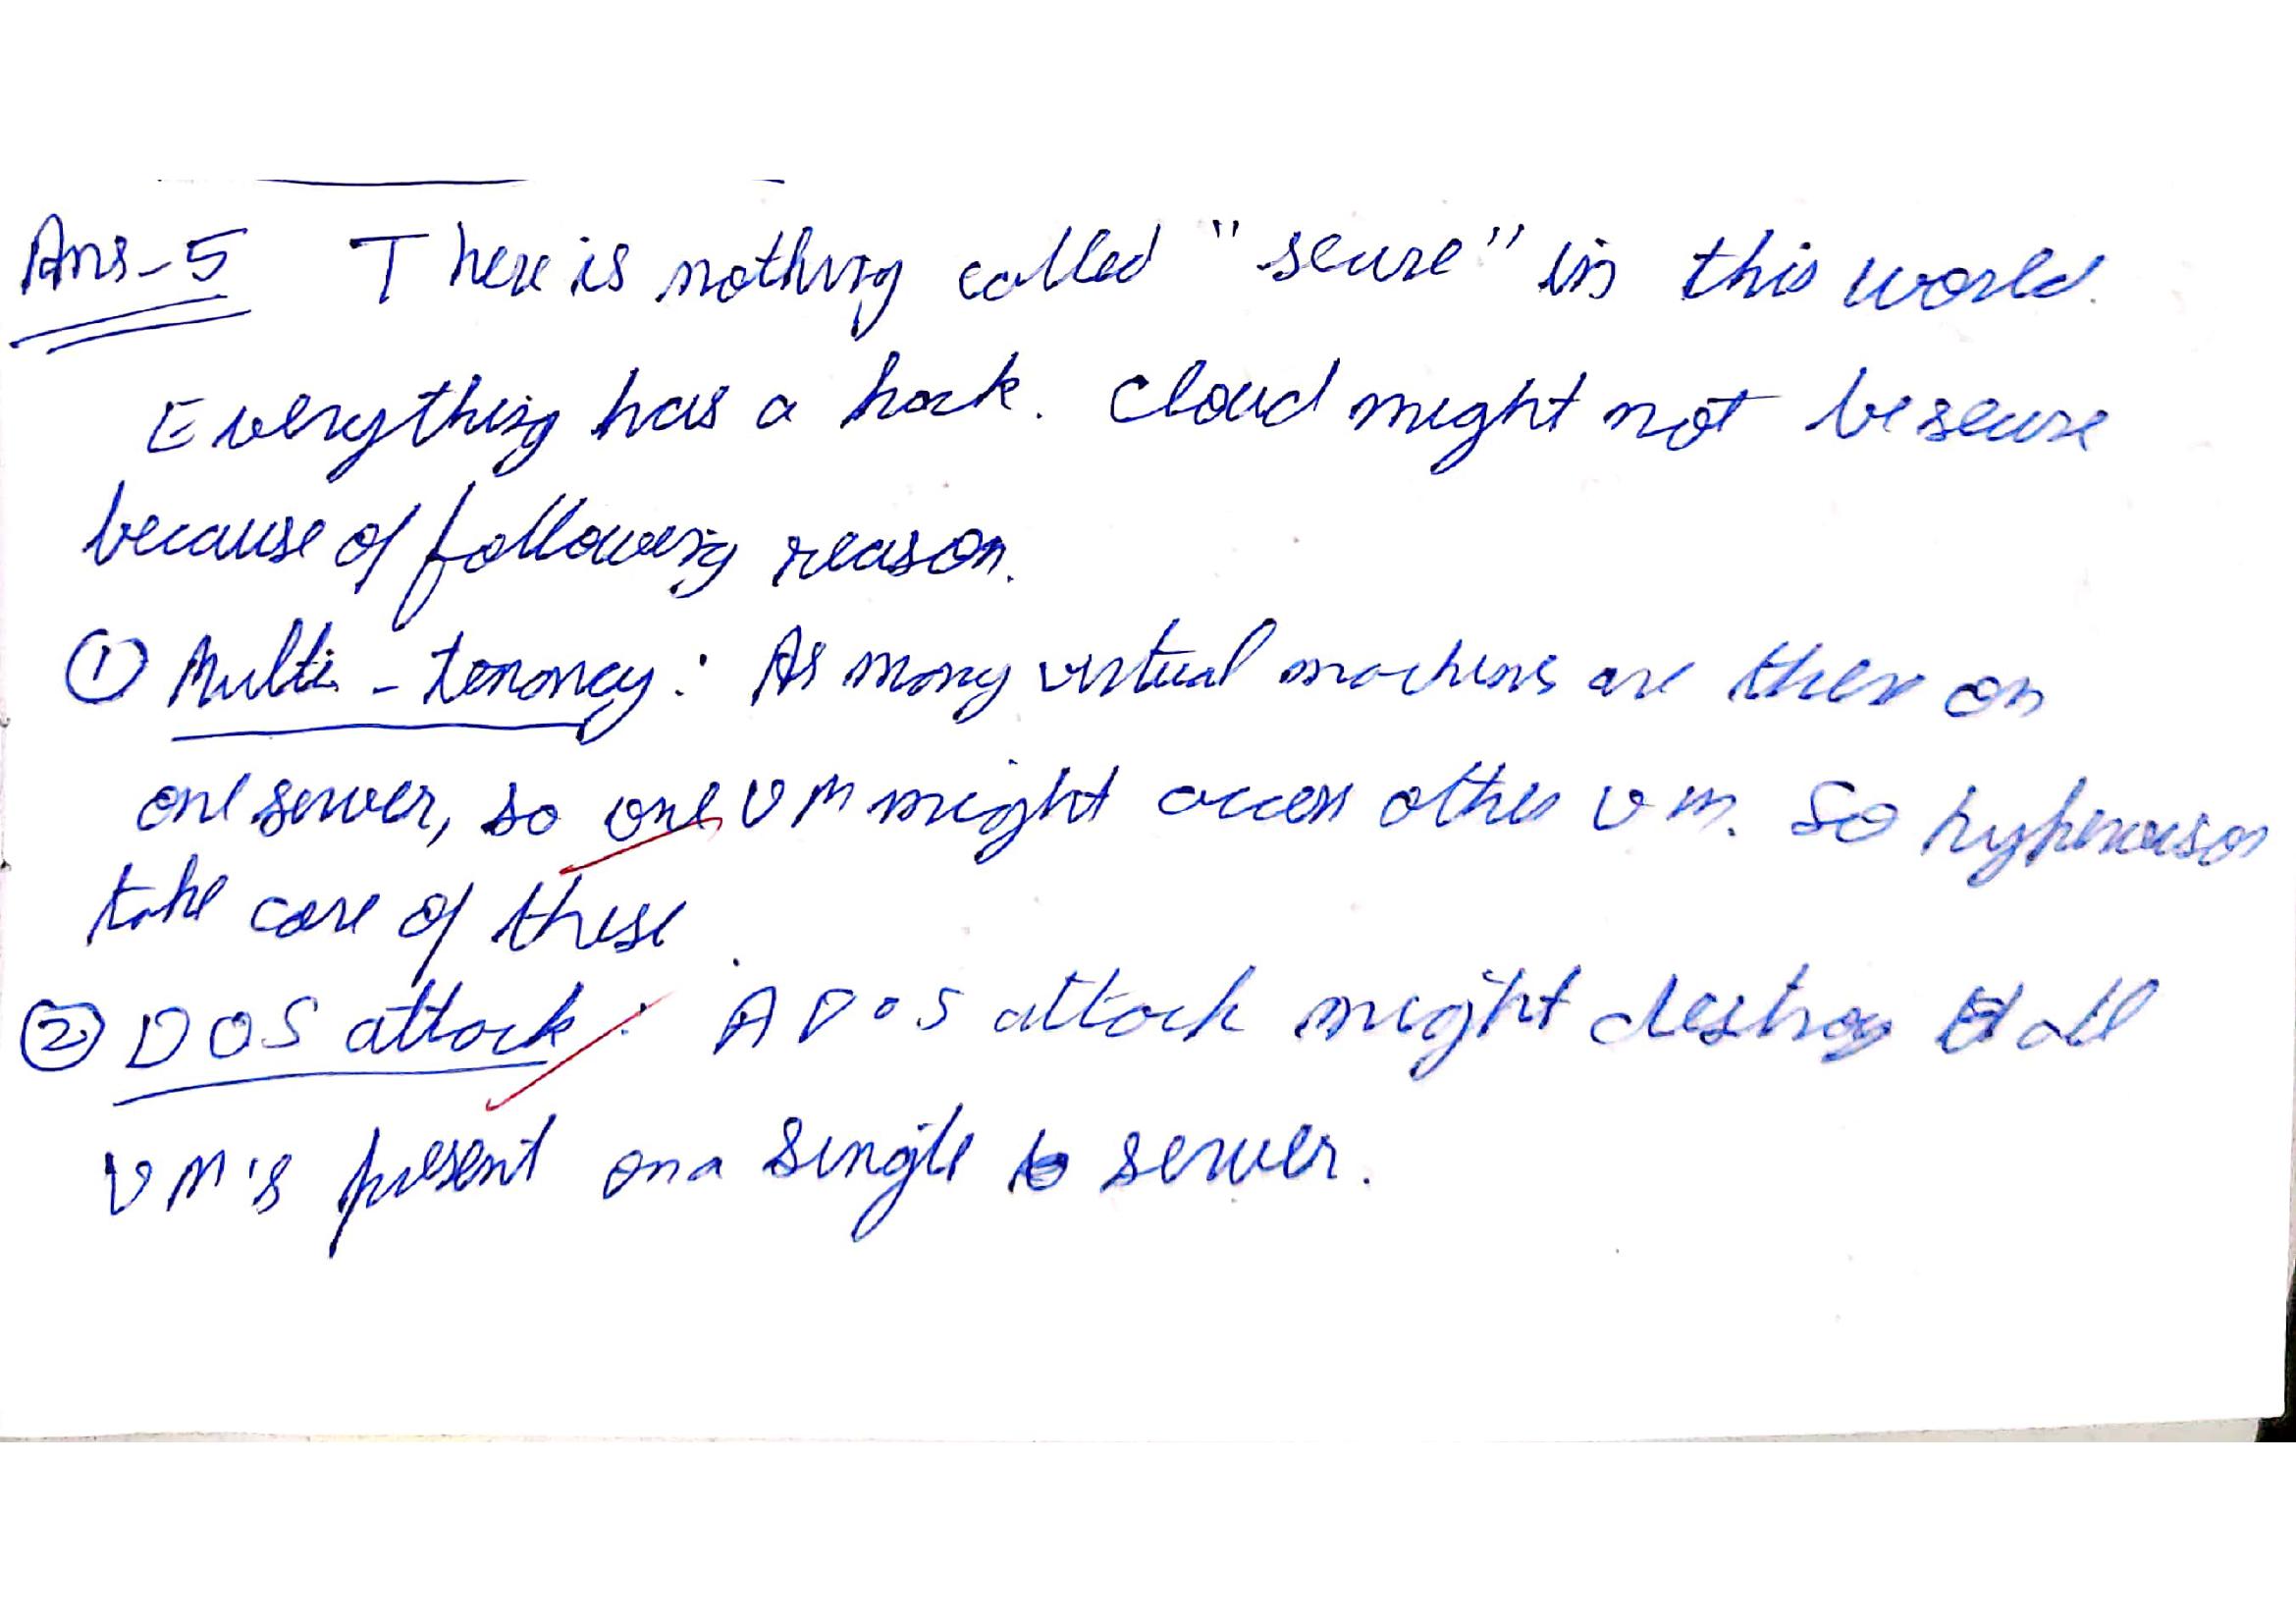 Ans-5 There is nothing called "secure" in this world.
Everything has a hack. Cloud might not be secure
because of following reason.
① Multi-tenancy: As many virtual machines are there on
one server, so one VM might access other VM. So hypervisor
take care of these.
② DOS attack: A DOS attack might destroy all
VM's present on a single server.